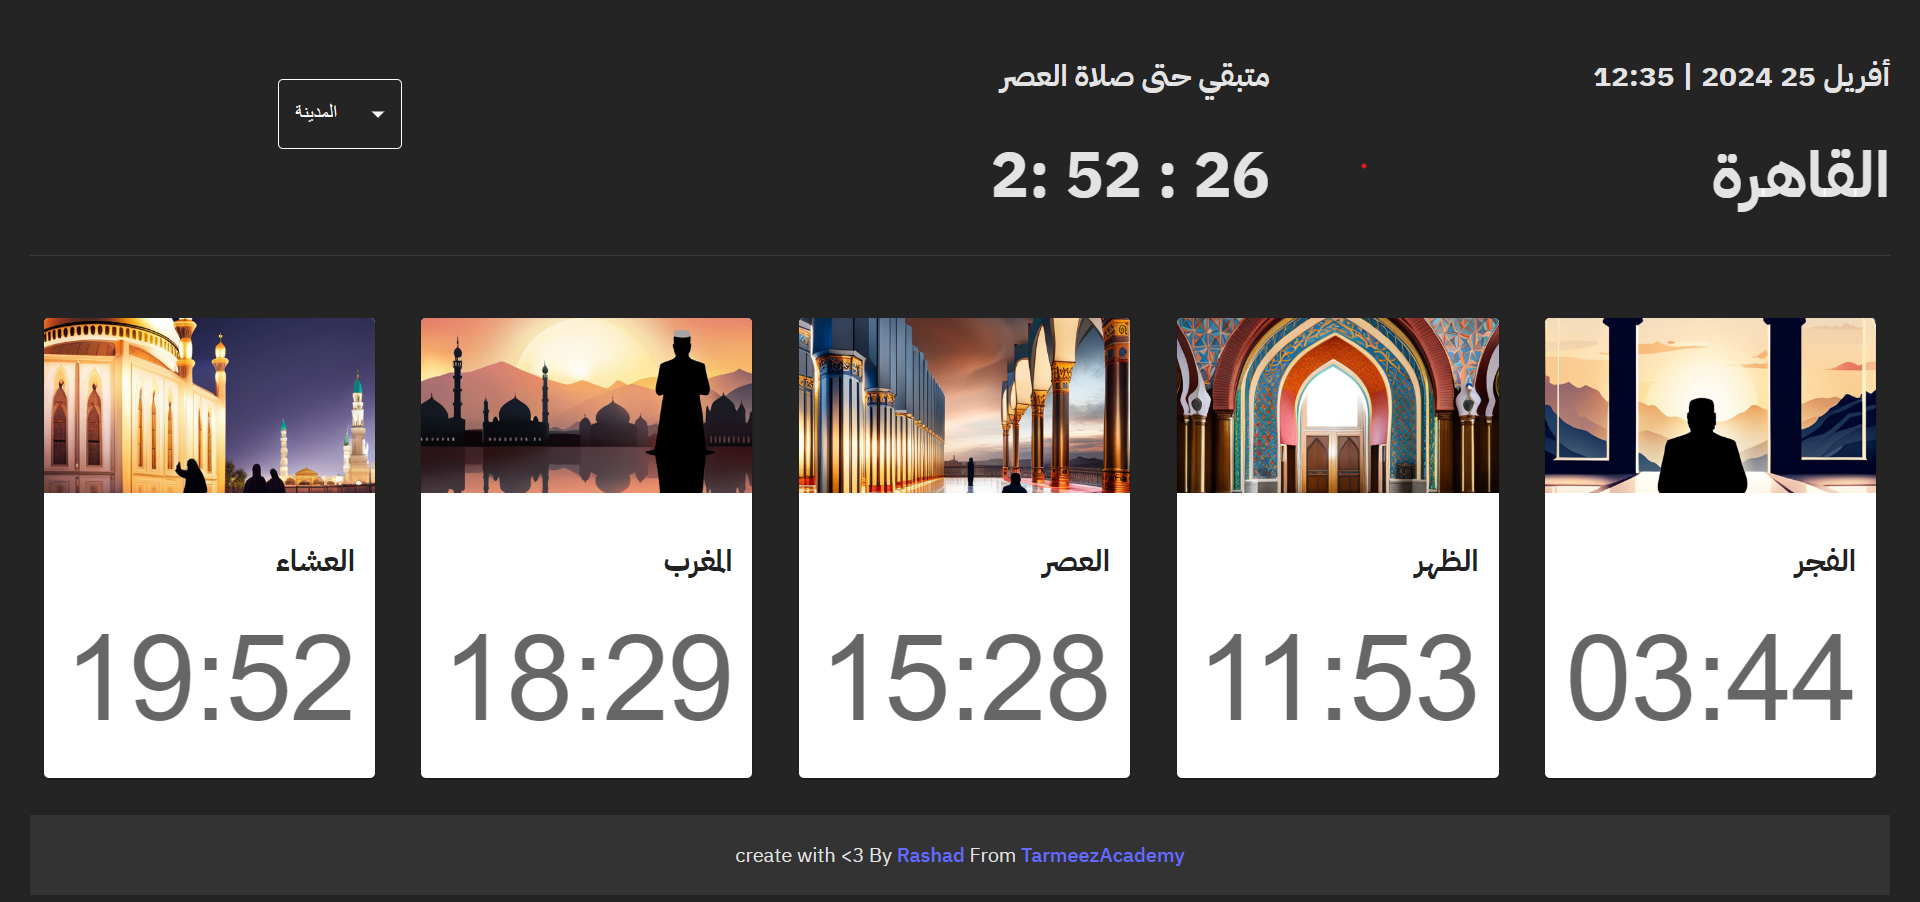 أفريل 25 2024 | 12:35
القاهرة
متبقي حتى صلاة العصر
2: 52 : 26
المدينة
الفجر
03:44
الظهر
11:53
العصر
15:28
المغرب
18:29
العشاء
19:52
create with <3 By Rashad From TarmeezAcademy